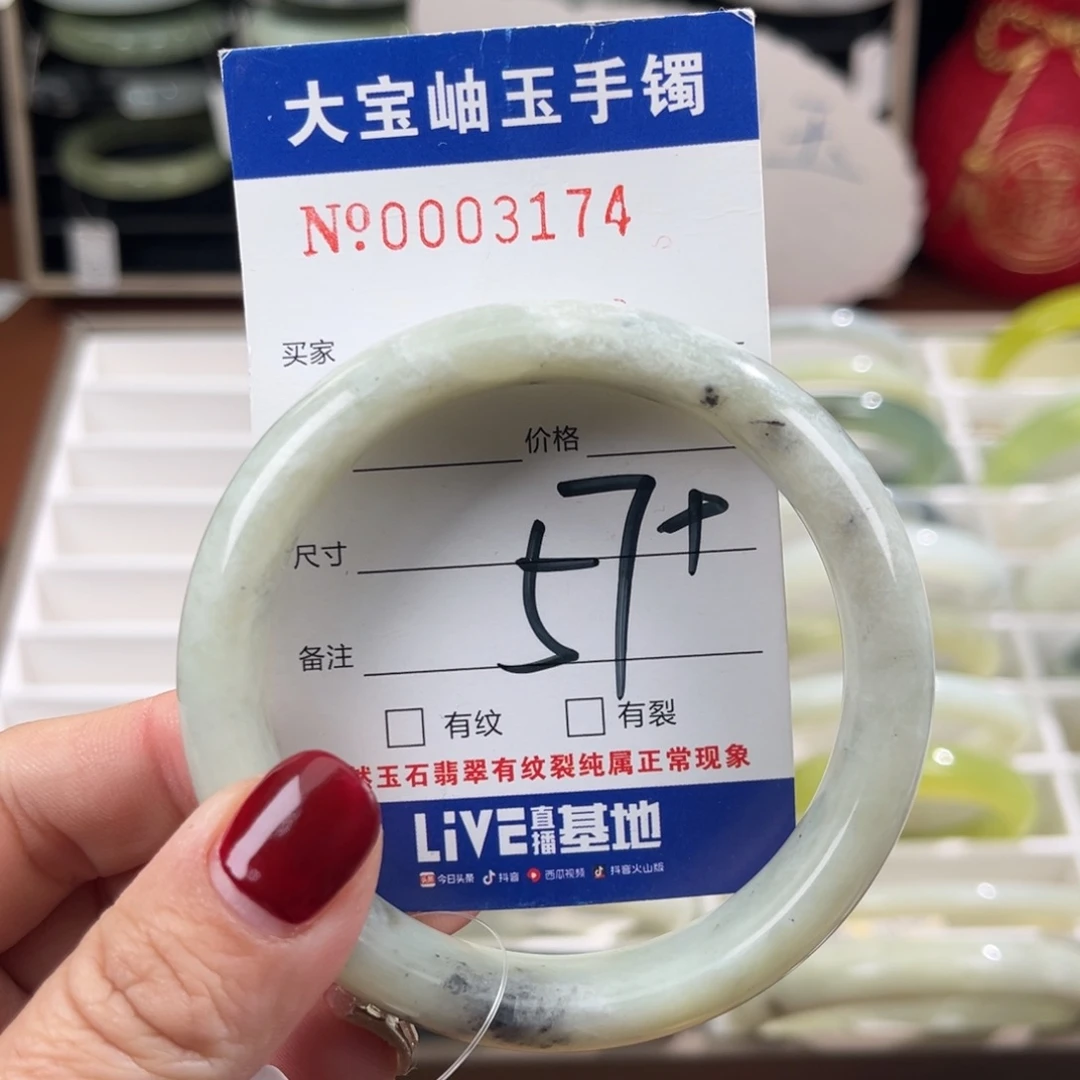 大宝岫玉手镯
№0003174
买家
价格
尺寸 57+
备注
有纹 有裂
然玉石翡翠有纹裂纯属正常现象
LiVE直播基地
今日头条 抖音 西瓜视频 抖音火山版